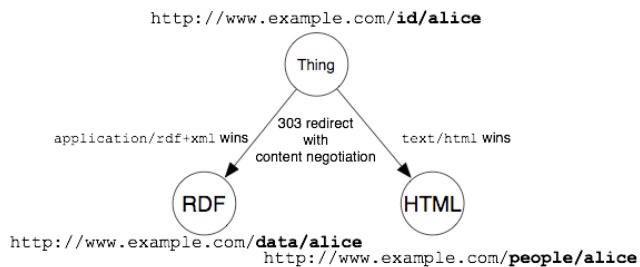 http://www.example.com/id/alice
Thing
application/rdf+xml wins
303 redirect
with
content negotiation
text/html wins
RDF
HTML
http://www.example.com/data/alice
http://www.example.com/people/alice